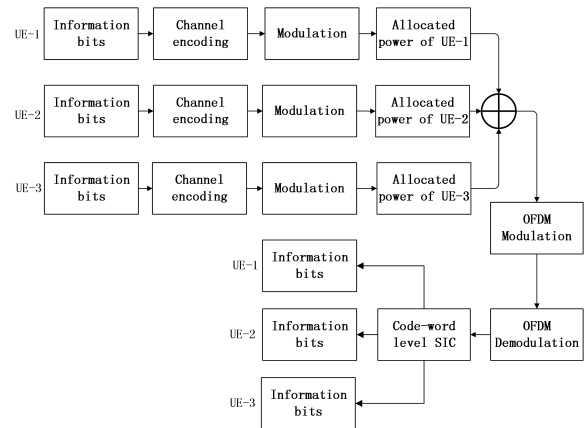 UE-1
Information
bits
Channel
encoding
Modulation
Allocated
power of UE-1
UE-2
Information
bits
Channel
encoding
Modulation
Allocated
power of UE-2
UE-3
Information
bits
Channel
encoding
Modulation
Allocated
power of UE-3
OFDM
Modulation
UE-1
Information
bits
UE-2
Information
bits
Code-word
level SIC
OFDM
Demodulation
UE-3
Information
bits